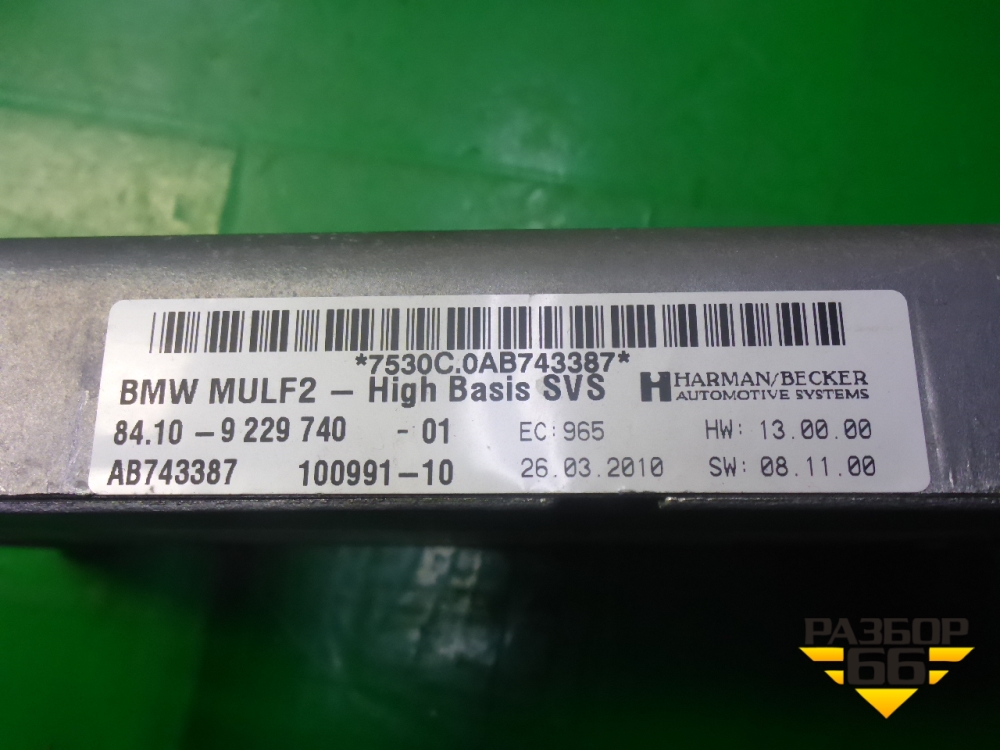 *7530C.0AB743387*
BMW MULF2 – High Basis SVS
HARMAN/BECKER
AUTOMOTIVE SYSTEMS
84.10 – 9 229 740 - 01 EC: 965 HW: 13.00.00
AB743387 100991–10 26.03.2010 SW: 08.11.00
РАЗБОР
66